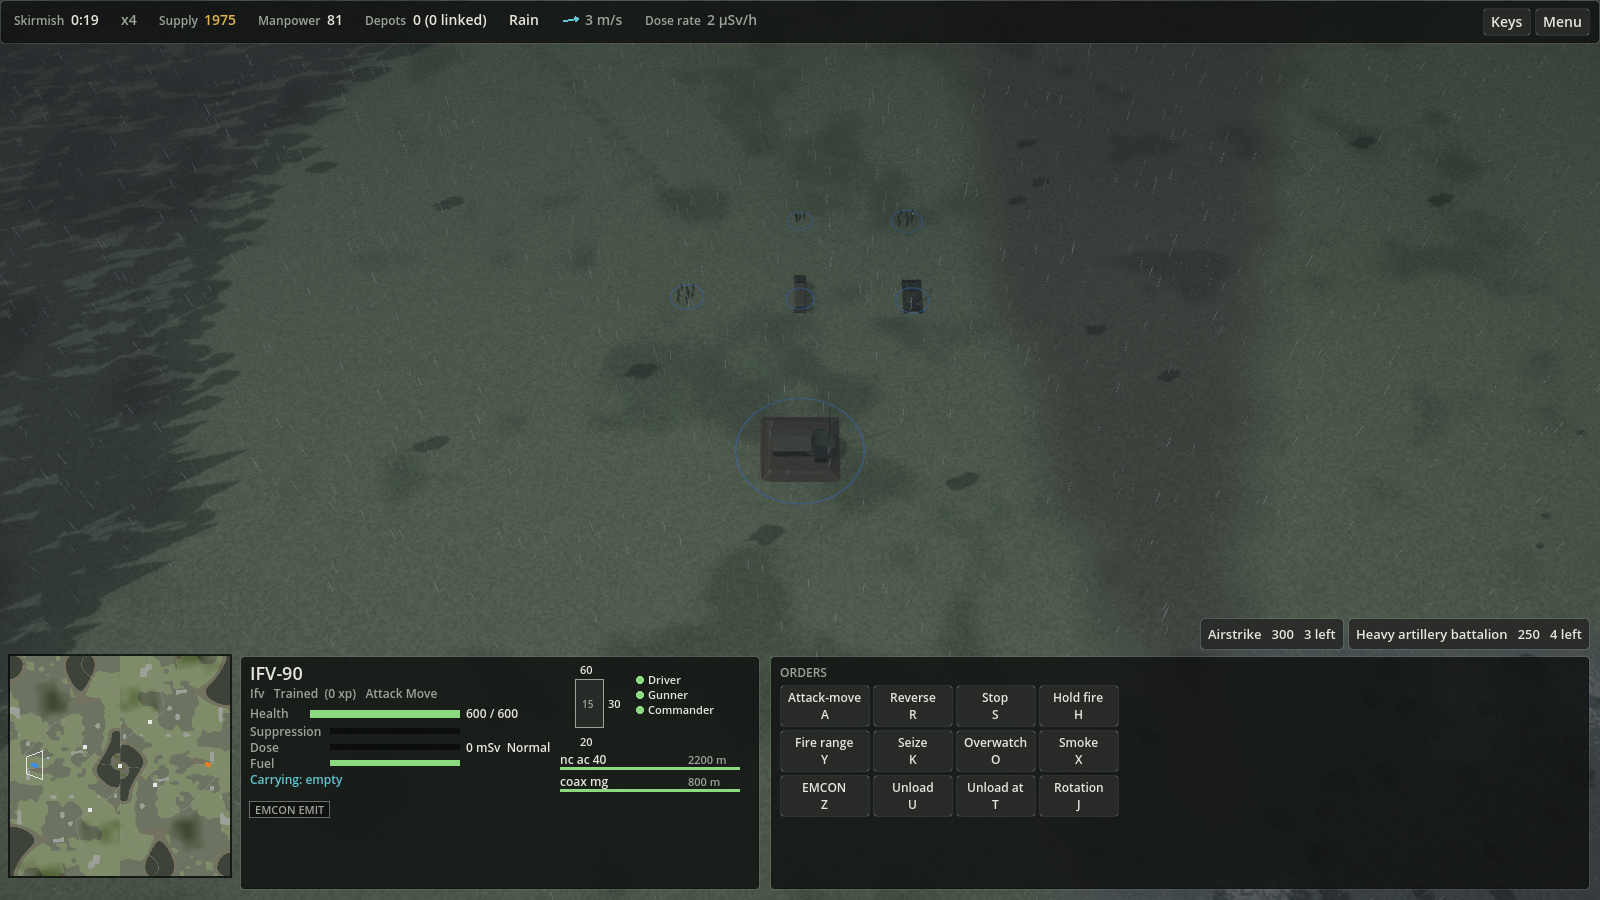 Skirmish 0:19 x4 Supply 1975 Manpower 81 Depots 0 (0 linked) Rain 3 m/s Dose rate 2 µSv/h Keys Menu
Airstrike 300 3 left Heavy artillery battalion 250 4 left
IFV-90
Ifv Trained (0 xp) Attack Move
Health 600 / 600
Suppression
Dose 0 mSv Normal
Fuel
Carrying: empty
EMCON EMIT
60
15 30
20
Driver
Gunner
Commander
nc ac 40 2200 m
coax mg 800 m
ORDERS
Attack-move Reverse Stop Hold fire
A R S H
Fire range Seize Overwatch Smoke
Y K O X
EMCON Unload Unload at Rotation
Z U T J